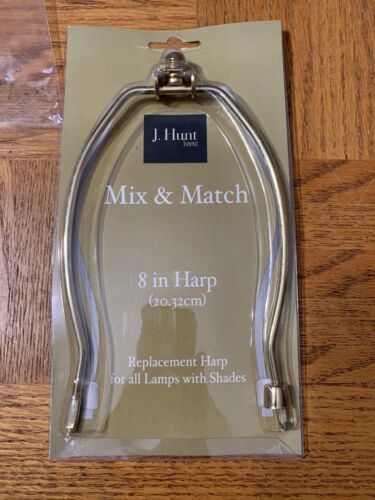 J. Hunt
home
Mix & Match
8 in Harp
(20.32cm)
Replacement Harp
for all Lamps with Shades